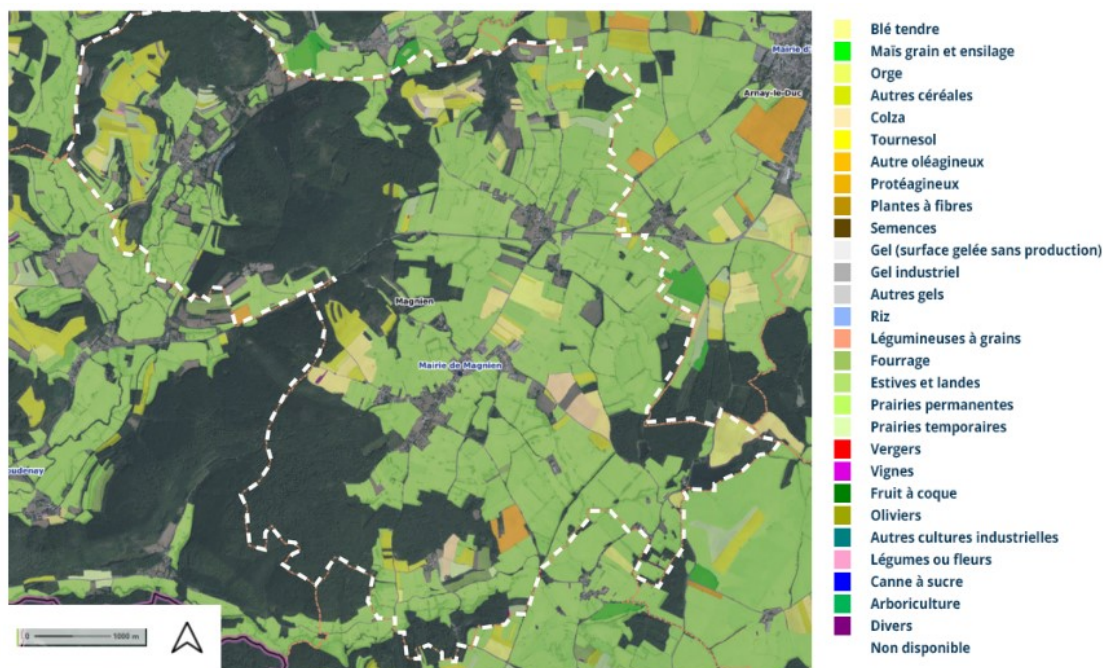 Mairie d'
Arnay-le-Duc
Magnien
Mairie de Magnien
oudenay
0 1000 m
Blé tendre
Maïs grain et ensilage
Orge
Autres céréales
Colza
Tournesol
Autre oléagineux
Protéagineux
Plantes à fibres
Semences
Gel (surface gelée sans production)
Gel industriel
Autres gels
Riz
Légumineuses à grains
Fourrage
Estives et landes
Prairies permanentes
Prairies temporaires
Vergers
Vignes
Fruit à coque
Oliviers
Autres cultures industrielles
Légumes ou fleurs
Canne à sucre
Arboriculture
Divers
Non disponible